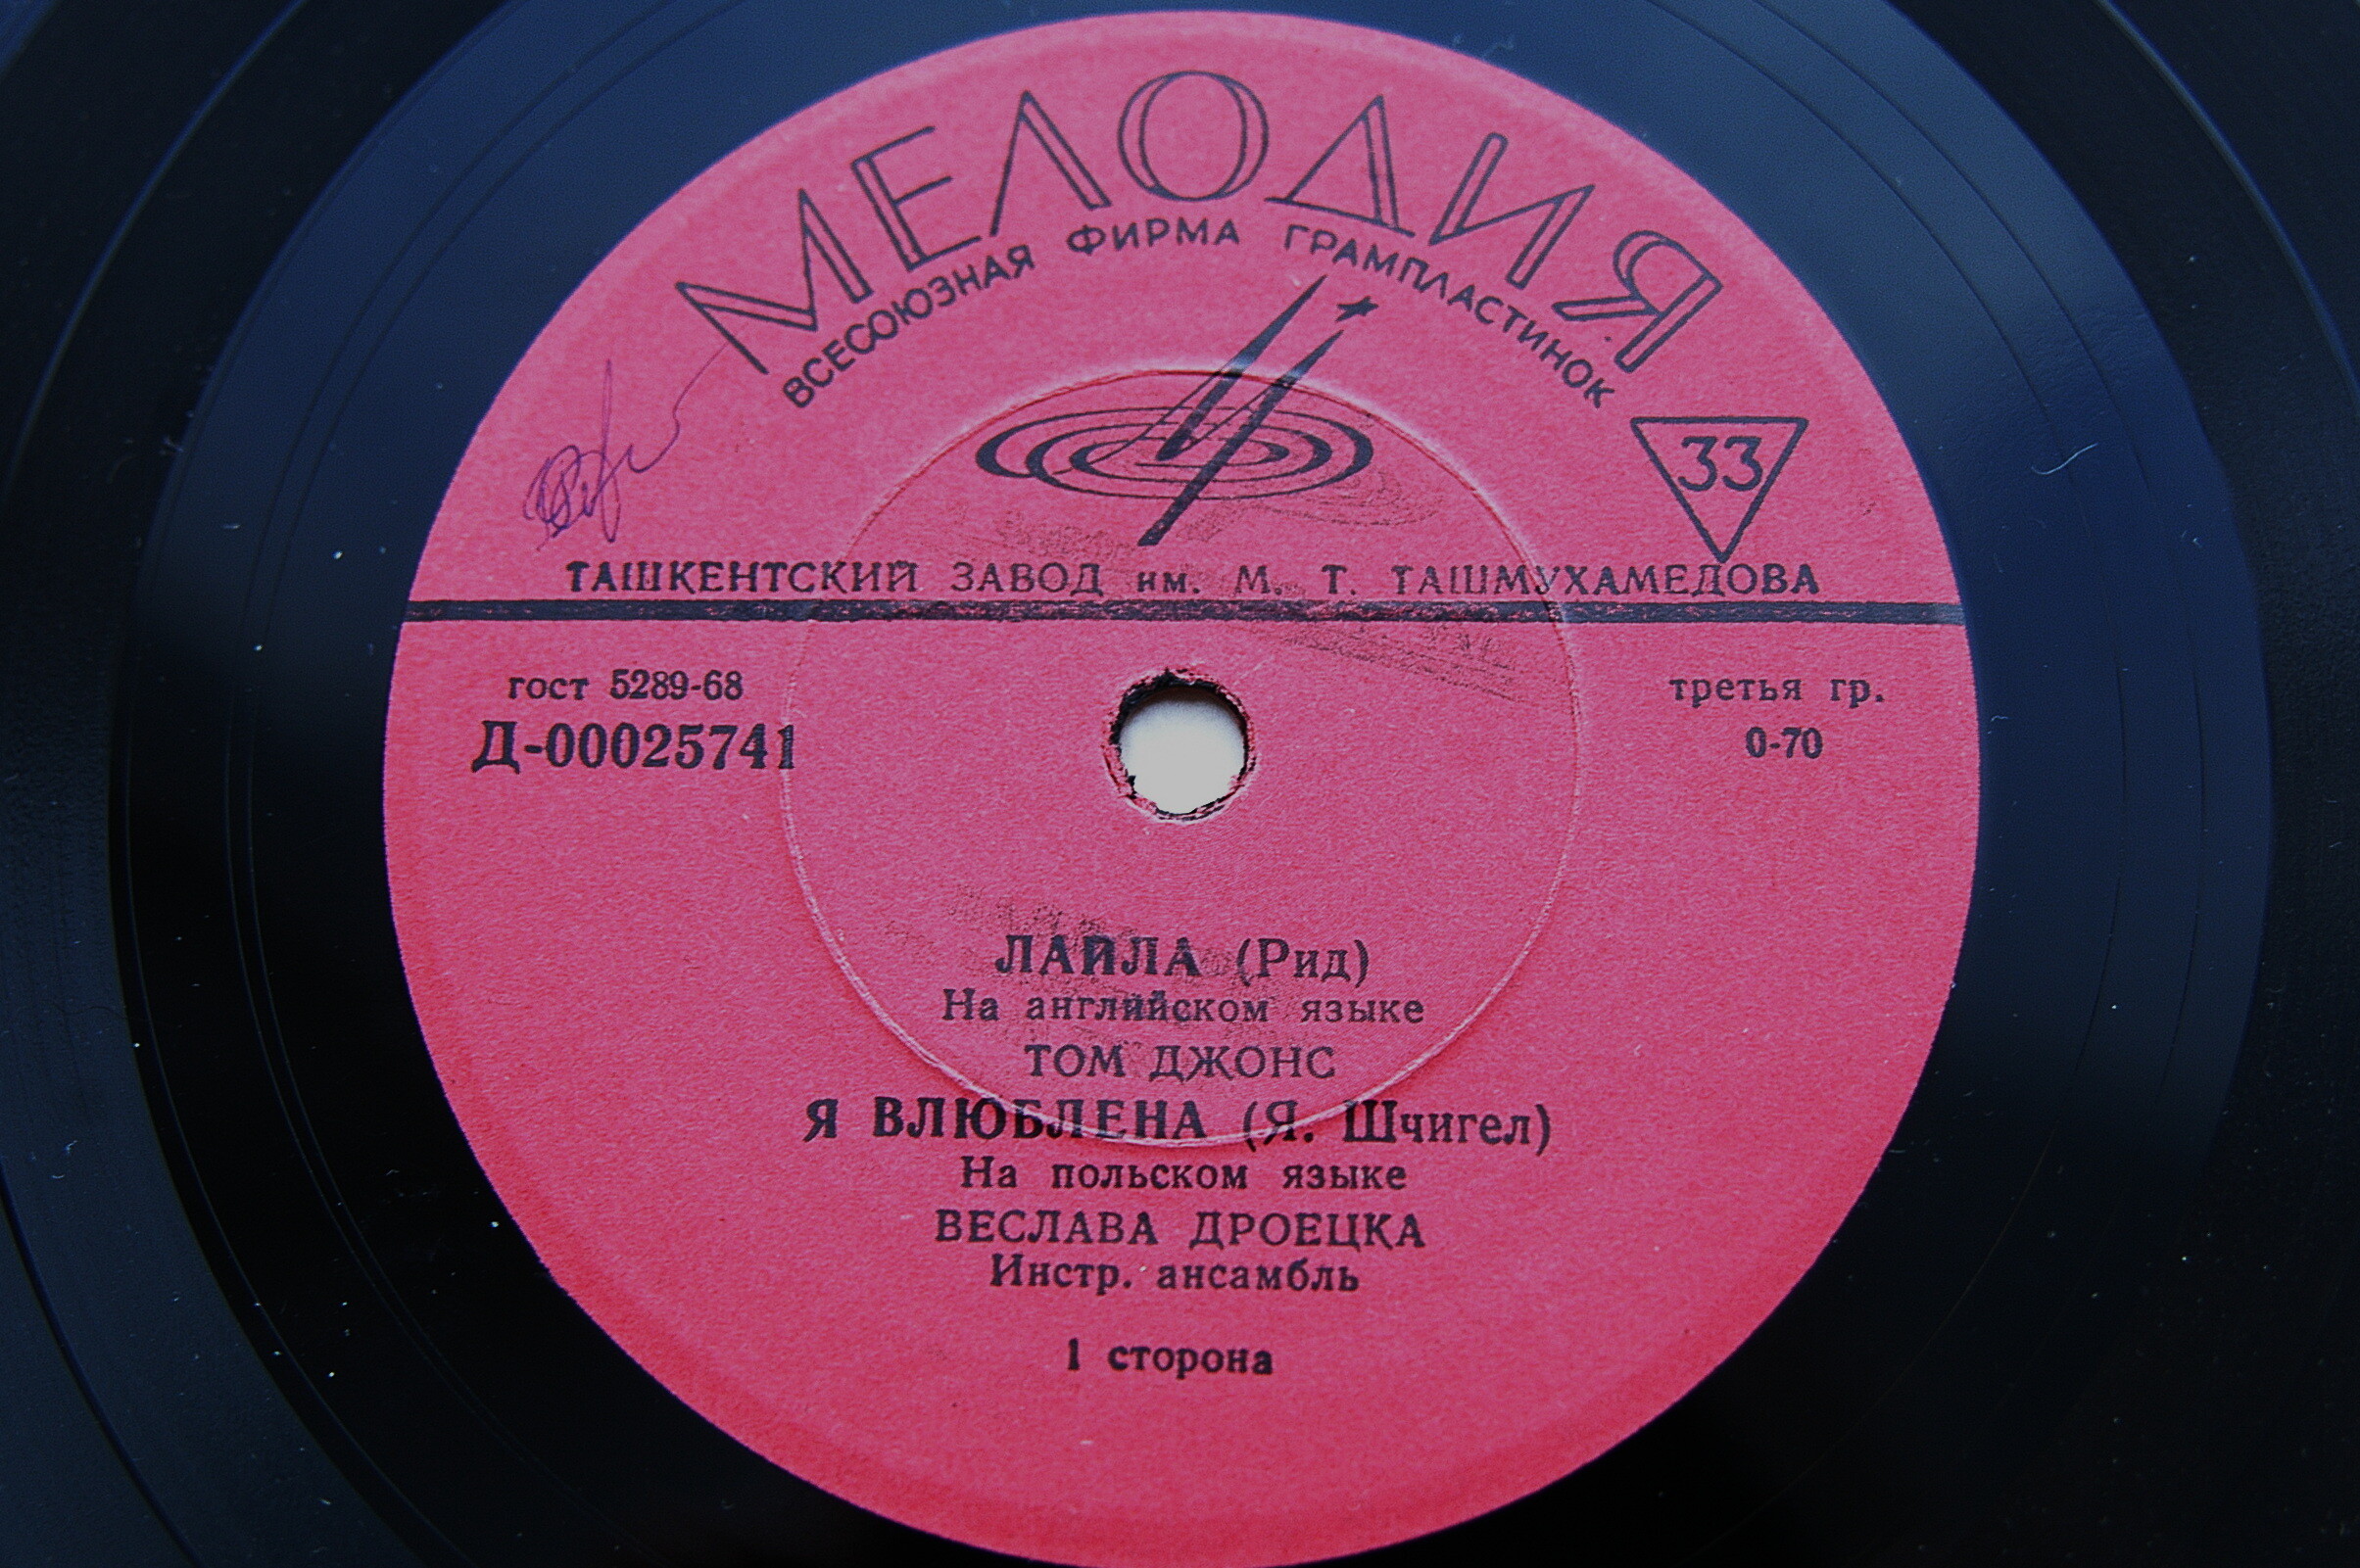 МЕЛОДИЯ
ВСЕСОЮЗНАЯ ФИРМА ГРАМПЛАСТИНОК
33
ТАШКЕНТСКИЙ ЗАВОД им. М. Т. ТАШМУХАМЕДОВА
гост 5289-68
Д-00025741
третья гр.
0-70
ЛАЙЛА (Рид)
На английском языке
ТОМ ДЖОНС
Я ВЛЮБЛЕНА (Я. Шчигел)
На польском языке
ВЕСЛАВА ДРОЕЦКА
Инстр. ансамбль
1 сторона